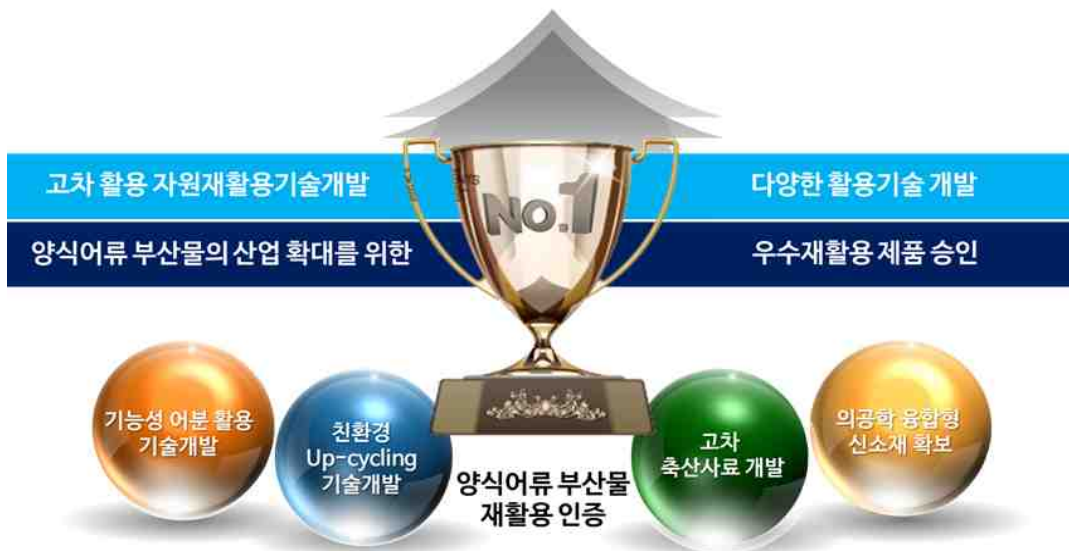 고차 활용 자원재활용기술개발
다양한 활용기술 개발
NO.1
양식어류 부산물의 산업 확대를 위한
우수재활용 제품 승인
기능성 어분 활용
기술개발
친환경
Up-cycling
기술개발
양식어류 부산물
재활용 인증
고차
축산사료 개발
의공학 융합형
신소재 확보